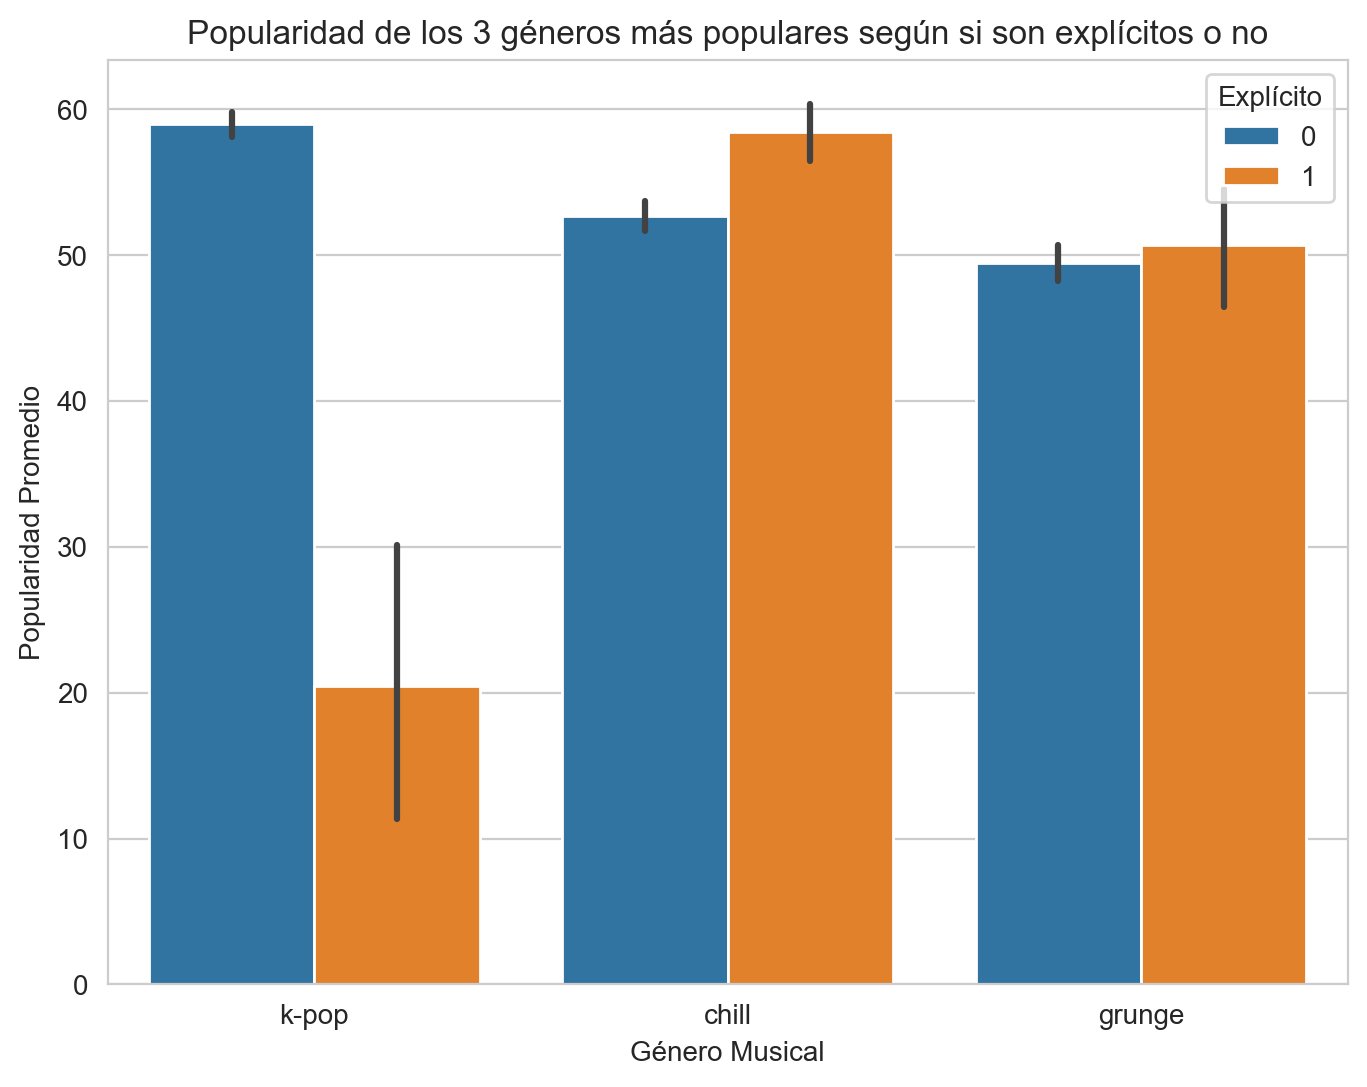 Popularidad de los 3 géneros más populares según si son explícitos o no
Explícito
0
1
60
50
40
30
20
10
0
Popularidad Promedio
k-pop
chill
grunge
Género Musical